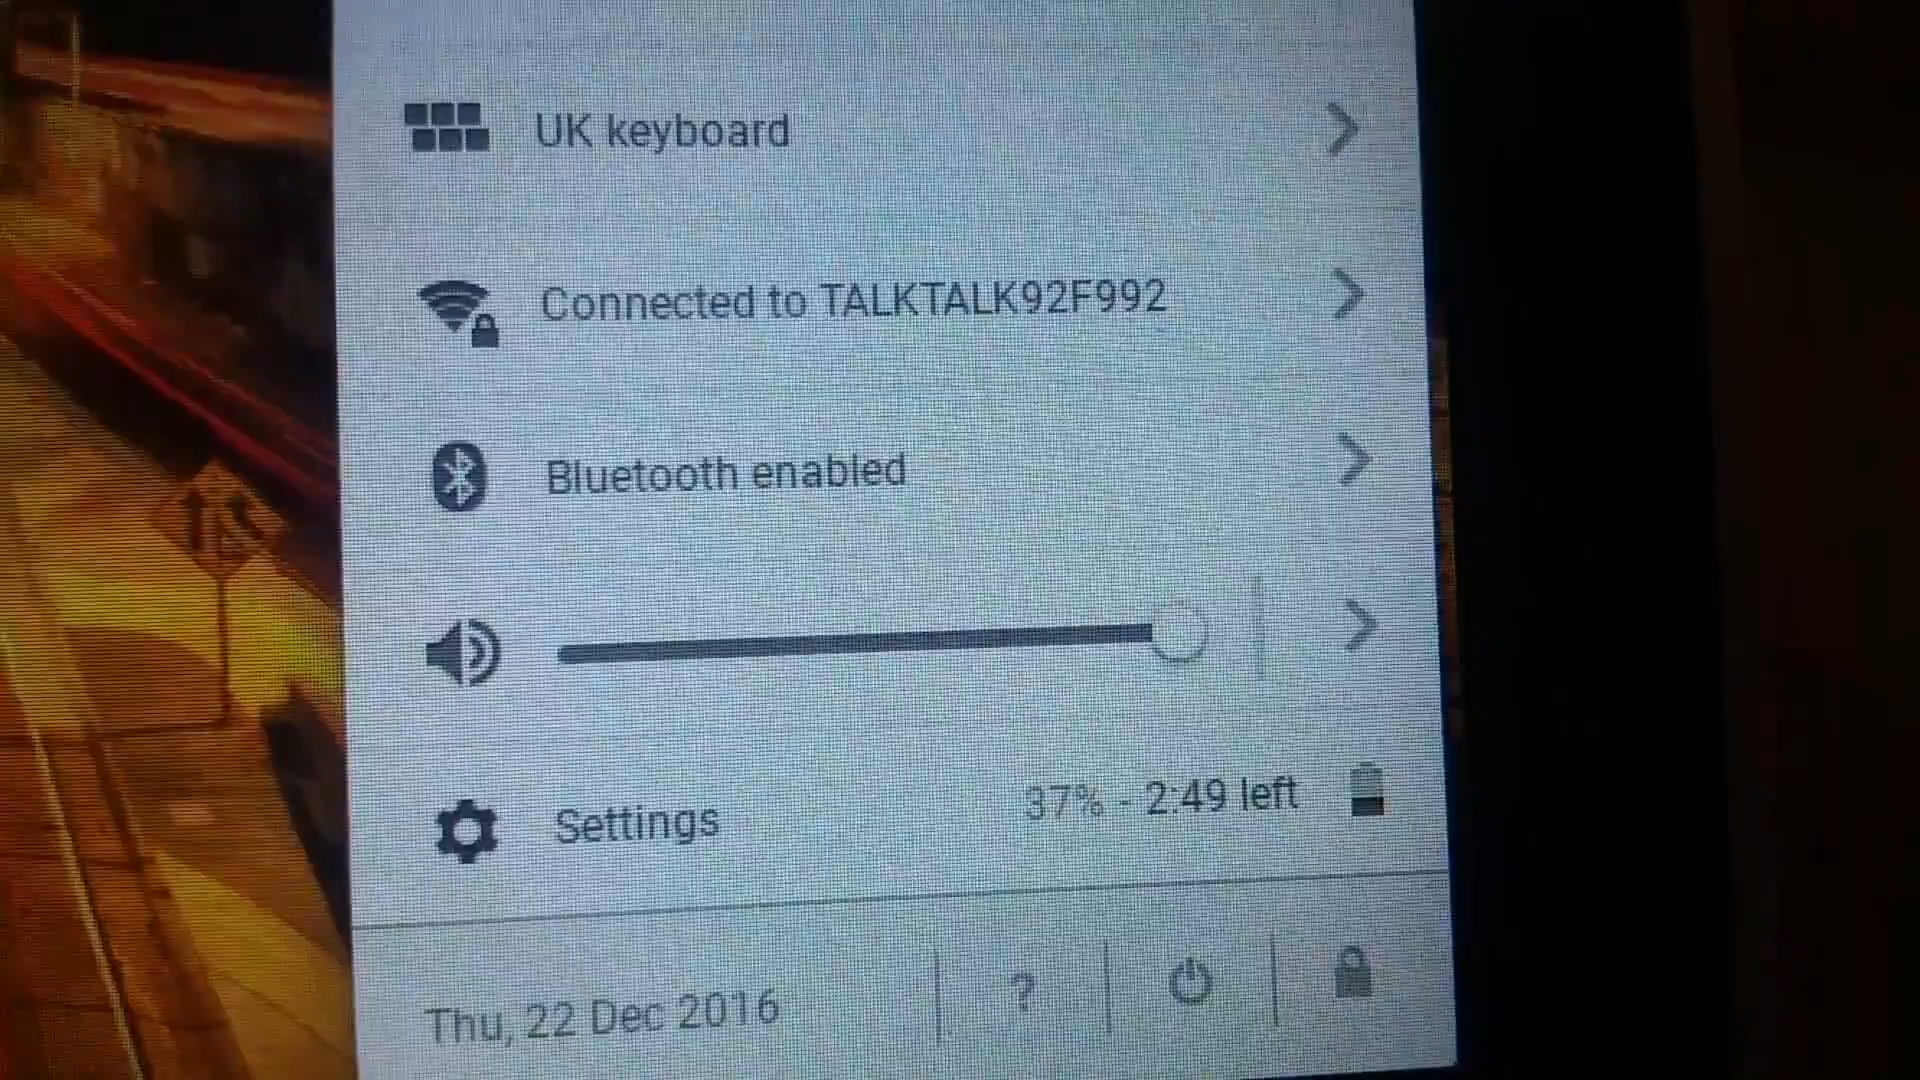 UK keyboard
Connected to TALKTALK92F992
Bluetooth enabled
Settings
37% - 2:49 left
Thu, 22 Dec 2016
?